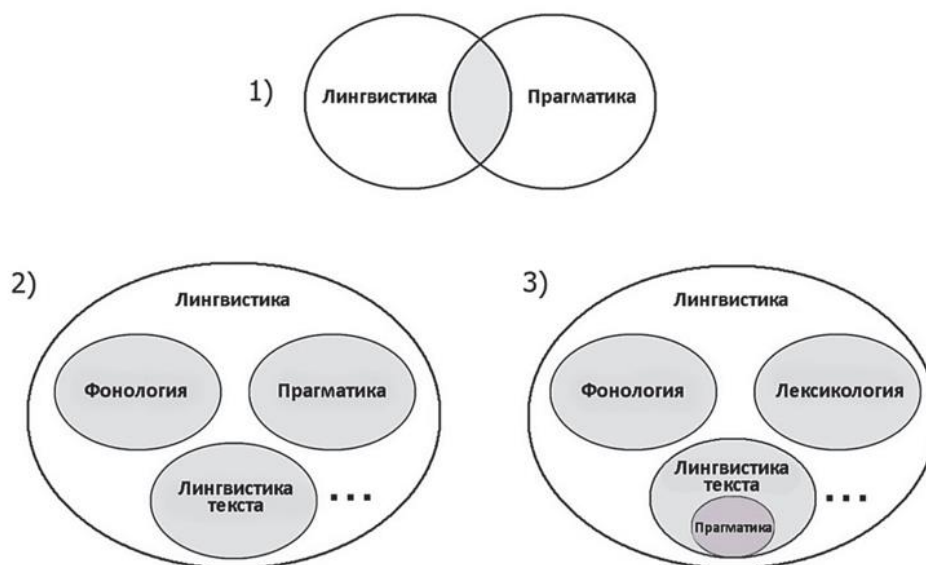 1)
Лингвистика
Прагматика
2)
Лингвистика
Фонология
Прагматика
Лингвистика
текста
...
3)
Лингвистика
Фонология
Лексикология
Лингвистика
текста
...
Прагматика